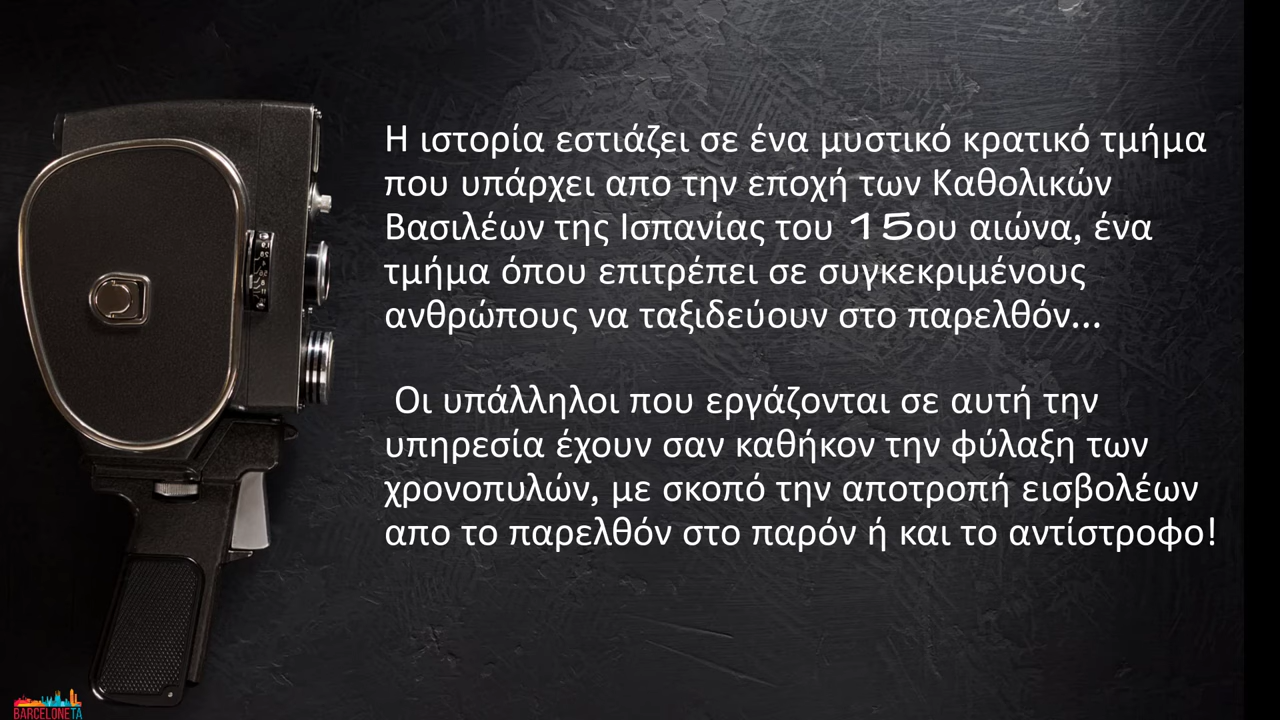 Η ιστορία εστιάζει σε ένα μυστικό κρατικό τμήμα
που υπάρχει απο την εποχή των Καθολικών
Βασιλέων της Ισπανίας του 15ου αιώνα, ένα
τμήμα όπου επιτρέπει σε συγκεκριμένους
ανθρώπους να ταξιδεύουν στο παρελθόν...
Οι υπάλληλοι που εργάζονται σε αυτή την
υπηρεσία έχουν σαν καθήκον την φύλαξη των
χρονοπυλών, με σκοπό την αποτροπή εισβολέων
απο το παρελθόν στο παρόν ή και το αντίστροφο!
BARCELONETA